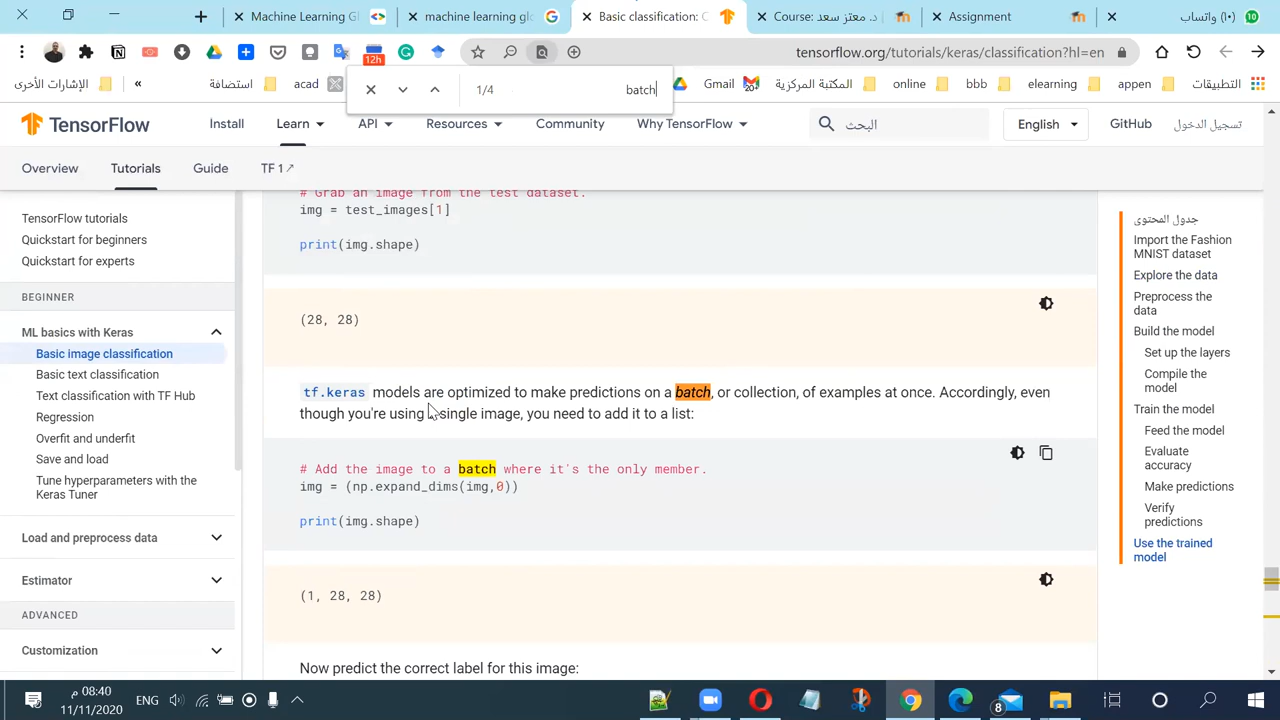 Machine Learning Gl
machine learning glo
Basic classification: C
Course: د. معتز سعد
Assignment
(١٠) واتساب
12h
tensorflow.org/tutorials/keras/classification?hl=en
الإشارات الأخرى
«
استضافة
acad
1/4
batch
Gmail
20+
المكتبة المركزية
online
bbb
elearning
appen
التطبيقات
TensorFlow
Install
Learn
API
Resources
Community
Why TensorFlow
البحث
English
GitHub
تسجيل الدخول
Overview
Tutorials
Guide
TF 1
TensorFlow tutorials
Quickstart for beginners
Quickstart for experts
BEGINNER
ML basics with Keras
Basic image classification
Basic text classification
Text classification with TF Hub
Regression
Overfit and underfit
Save and load
Tune hyperparameters with the
Keras Tuner
Load and preprocess data
Estimator
ADVANCED
Customization
# Grab an image from the test dataset.
img = test_images[1]
print(img.shape)
(28, 28)
tf.keras models are optimized to make predictions on a batch, or collection, of examples at once. Accordingly, even
though you're using a single image, you need to add it to a list:
# Add the image to a batch where it's the only member.
img = (np.expand_dims(img,0))
print(img.shape)
(1, 28, 28)
Now predict the correct label for this image:
جدول المحتوى
Import the Fashion
MNIST dataset
Explore the data
Preprocess the
data
Build the model
Set up the layers
Compile the
model
Train the model
Feed the model
Evaluate
accuracy
Make predictions
Verify
predictions
Use the trained
model
08:40 م
11/11/2020
ENG
8